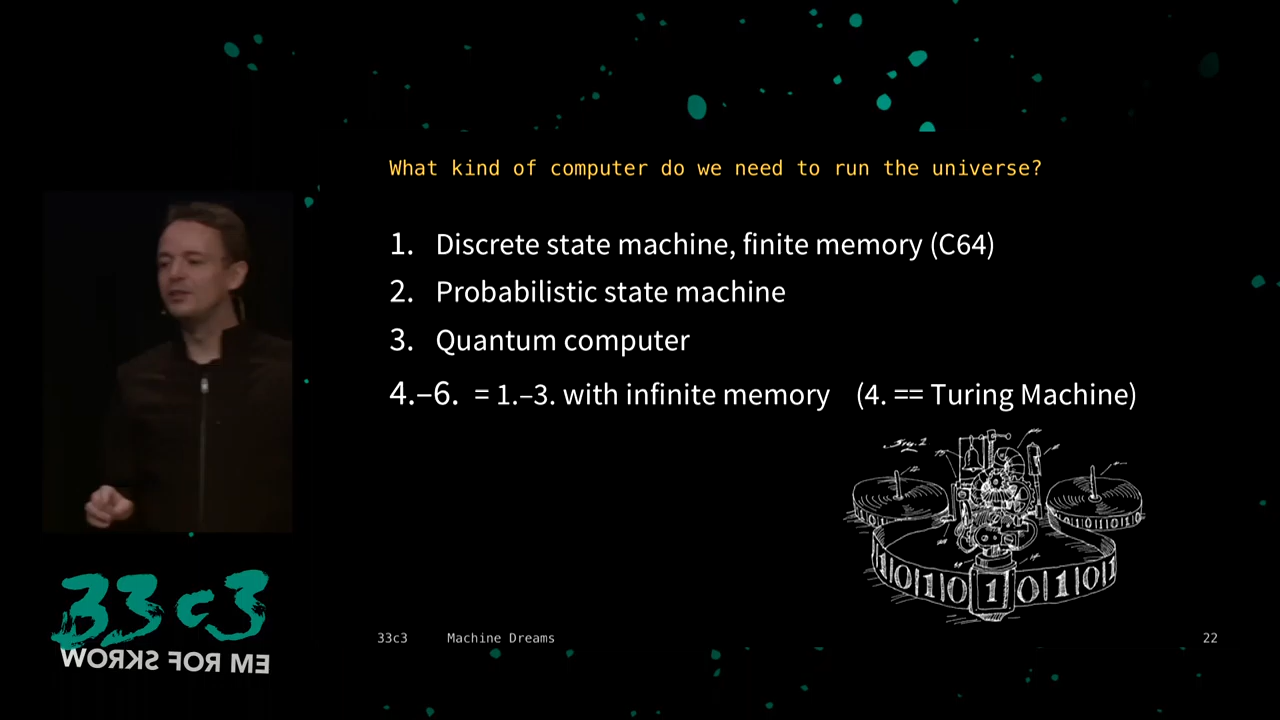 What kind of computer do we need to run the universe?
1. Discrete state machine, finite memory (C64)
2. Probabilistic state machine
3. Quantum computer
4.–6. = 1.–3. with infinite memory (4. == Turing Machine)
1 0 1 0 1 0 1 0 1
33c3
WORKS FOR ME
33c3 Machine Dreams 22